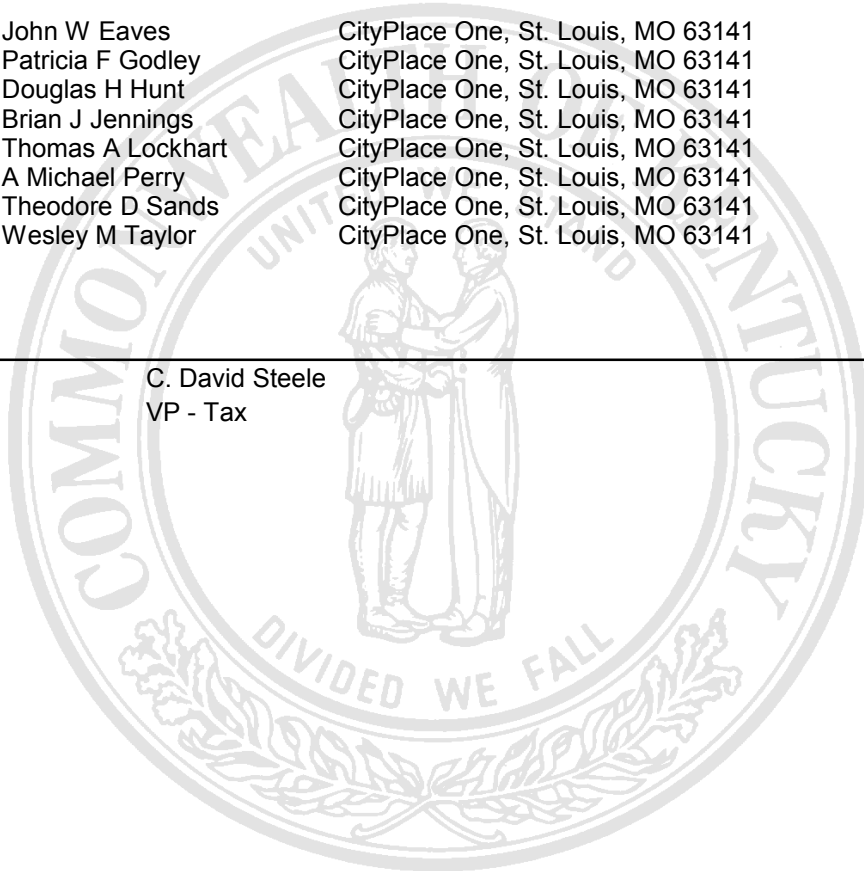 John W Eaves CityPlace One, St. Louis, MO 63141
Patricia F Godley CityPlace One, St. Louis, MO 63141
Douglas H Hunt CityPlace One, St. Louis, MO 63141
Brian J Jennings CityPlace One, St. Louis, MO 63141
Thomas A Lockhart CityPlace One, St. Louis, MO 63141
A Michael Perry CityPlace One, St. Louis, MO 63141
Theodore D Sands CityPlace One, St. Louis, MO 63141
Wesley M Taylor CityPlace One, St. Louis, MO 63141
C. David Steele
VP - Tax
COMMONWEALTH OF KENTUCKY
UNITED WE STAND
DIVIDED WE FALL